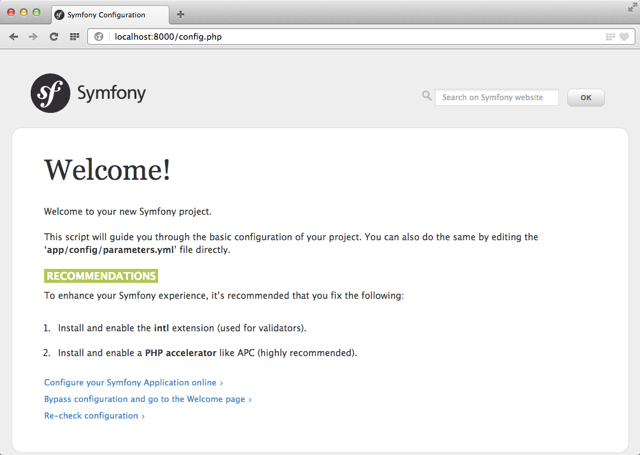 Symfony Configuration
localhost:8000/config.php
sf Symfony
Search on Symfony website
OK
Welcome!
Welcome to your new Symfony project.
This script will guide you through the basic configuration of your project. You can also do the same by editing the
‘app/config/parameters.yml’ file directly.
RECOMMENDATIONS
To enhance your Symfony experience, it’s recommended that you fix the following:
1. Install and enable the intl extension (used for validators).
2. Install and enable a PHP accelerator like APC (highly recommended).
Configure your Symfony Application online ›
Bypass configuration and go to the Welcome page ›
Re-check configuration ›